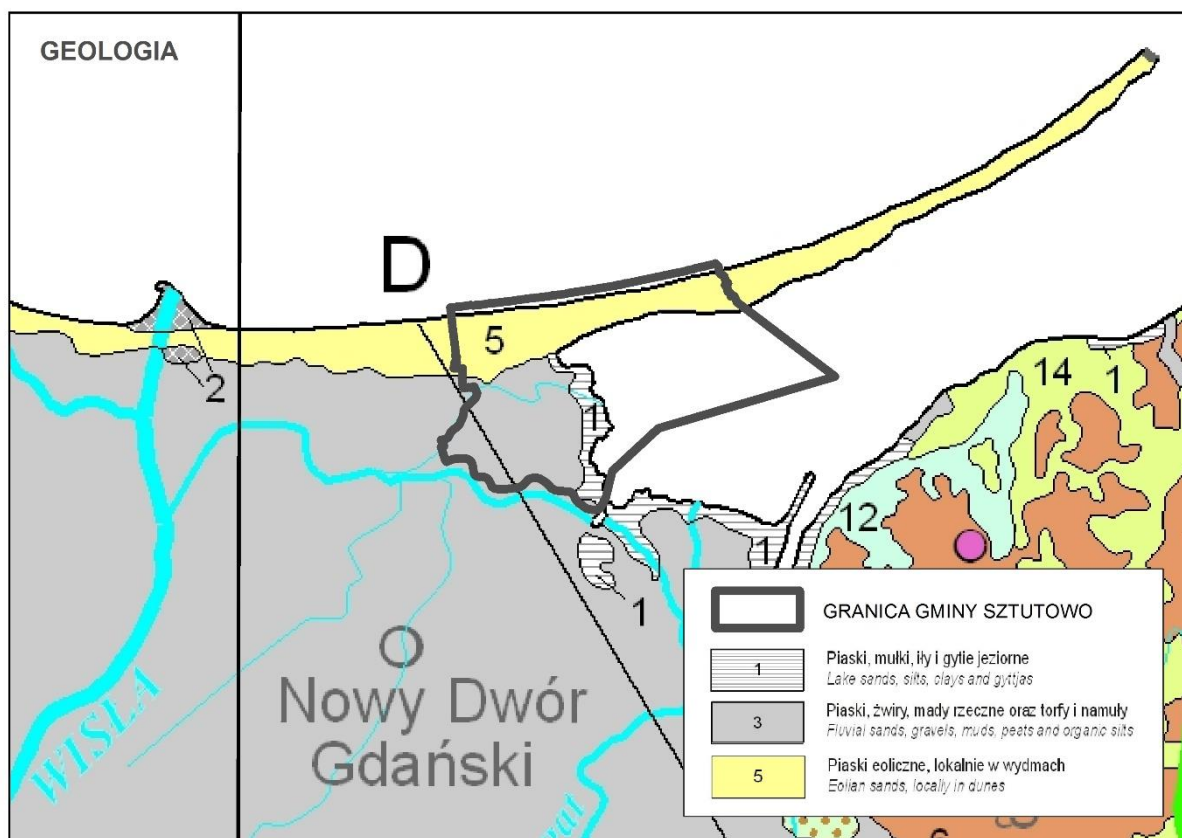 GEOLOGIA
D
5
14
1
2
1
12
1
1
WISŁA
Nowy Dwór
Gdański
GRANICA GMINY SZTUTOWO
1
Piaski, mułki, iły i gytie jeziorne
Lake sands, silts, clays and gyttjas
3
Piaski, żwiry, mady rzeczne oraz torfy i namuły
Fluvial sands, gravels, muds, peats and organic silts
5
Piaski eoliczne, lokalnie w wydmach
Eolian sands, locally in dunes